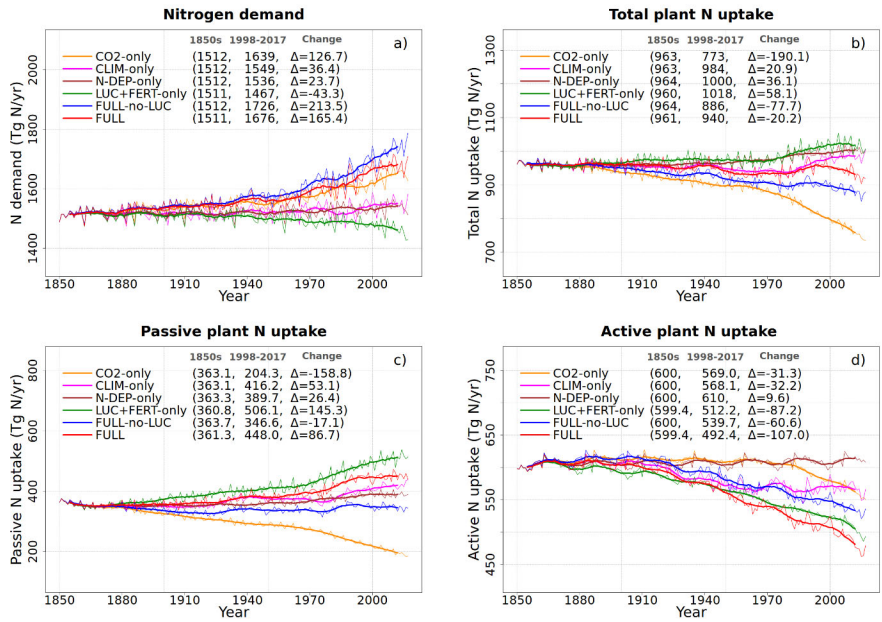 Nitrogen demand
1850s 1998-2017 Change
a)
CO2-only (1512, 1639, Δ=126.7)
CLIM-only (1512, 1549, Δ=36.4)
N-DEP-only (1512, 1536, Δ=23.7)
LUC+FERT-only (1511, 1467, Δ=-43.3)
FULL-no-LUC (1512, 1726, Δ=213.5)
FULL (1511, 1676, Δ=165.4)
N demand (Tg N/yr)
2000
1800
1600
1400
1850 1880 1910 1940 1970 2000
Year
Total plant N uptake
1850s 1998-2017 Change
b)
CO2-only (963, 773, Δ=-190.1)
CLIM-only (963, 984, Δ=20.9)
N-DEP-only (964, 1000, Δ=36.1)
LUC+FERT-only (960, 1018, Δ=58.1)
FULL-no-LUC (964, 886, Δ=-77.7)
FULL (961, 940, Δ=-20.2)
Total N uptake (Tg N/yr)
1300
1100
900
700
1850 1880 1910 1940 1970 2000
Year
Passive plant N uptake
1850s 1998-2017 Change
c)
CO2-only (363.1, 204.3, Δ=-158.8)
CLIM-only (363.1, 416.2, Δ=53.1)
N-DEP-only (363.3, 389.7, Δ=26.4)
LUC+FERT-only (360.8, 506.1, Δ=145.3)
FULL-no-LUC (363.7, 346.6, Δ=-17.1)
FULL (361.3, 448.0, Δ=86.7)
Passive N uptake (Tg N/yr)
800
600
400
200
1850 1880 1910 1940 1970 2000
Year
Active plant N uptake
1850s 1998-2017 Change
d)
CO2-only (600, 569.0, Δ=-31.3)
CLIM-only (600, 568.1, Δ=-32.2)
N-DEP-only (600, 610, Δ=9.6)
LUC+FERT-only (599.4, 512.2, Δ=-87.2)
FULL-no-LUC (600, 539.7, Δ=-60.6)
FULL (599.4, 492.4, Δ=-107.0)
Active N uptake (Tg N/yr)
750
650
550
450
1850 1880 1910 1940 1970 2000
Year